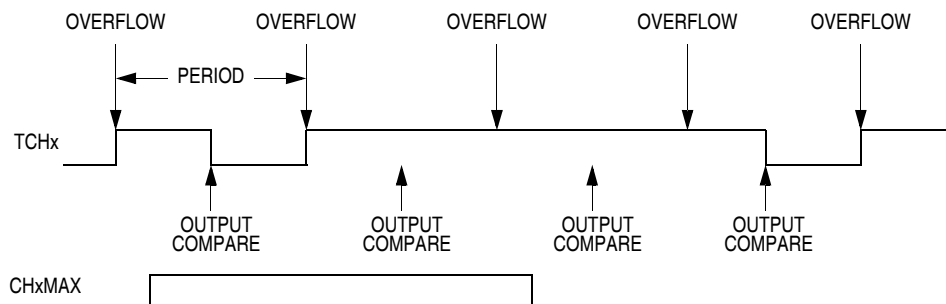 OVERFLOW OVERFLOW OVERFLOW OVERFLOW OVERFLOW
PERIOD
TCHx
OUTPUT COMPARE
OUTPUT COMPARE
OUTPUT COMPARE
OUTPUT COMPARE
CHxMAX